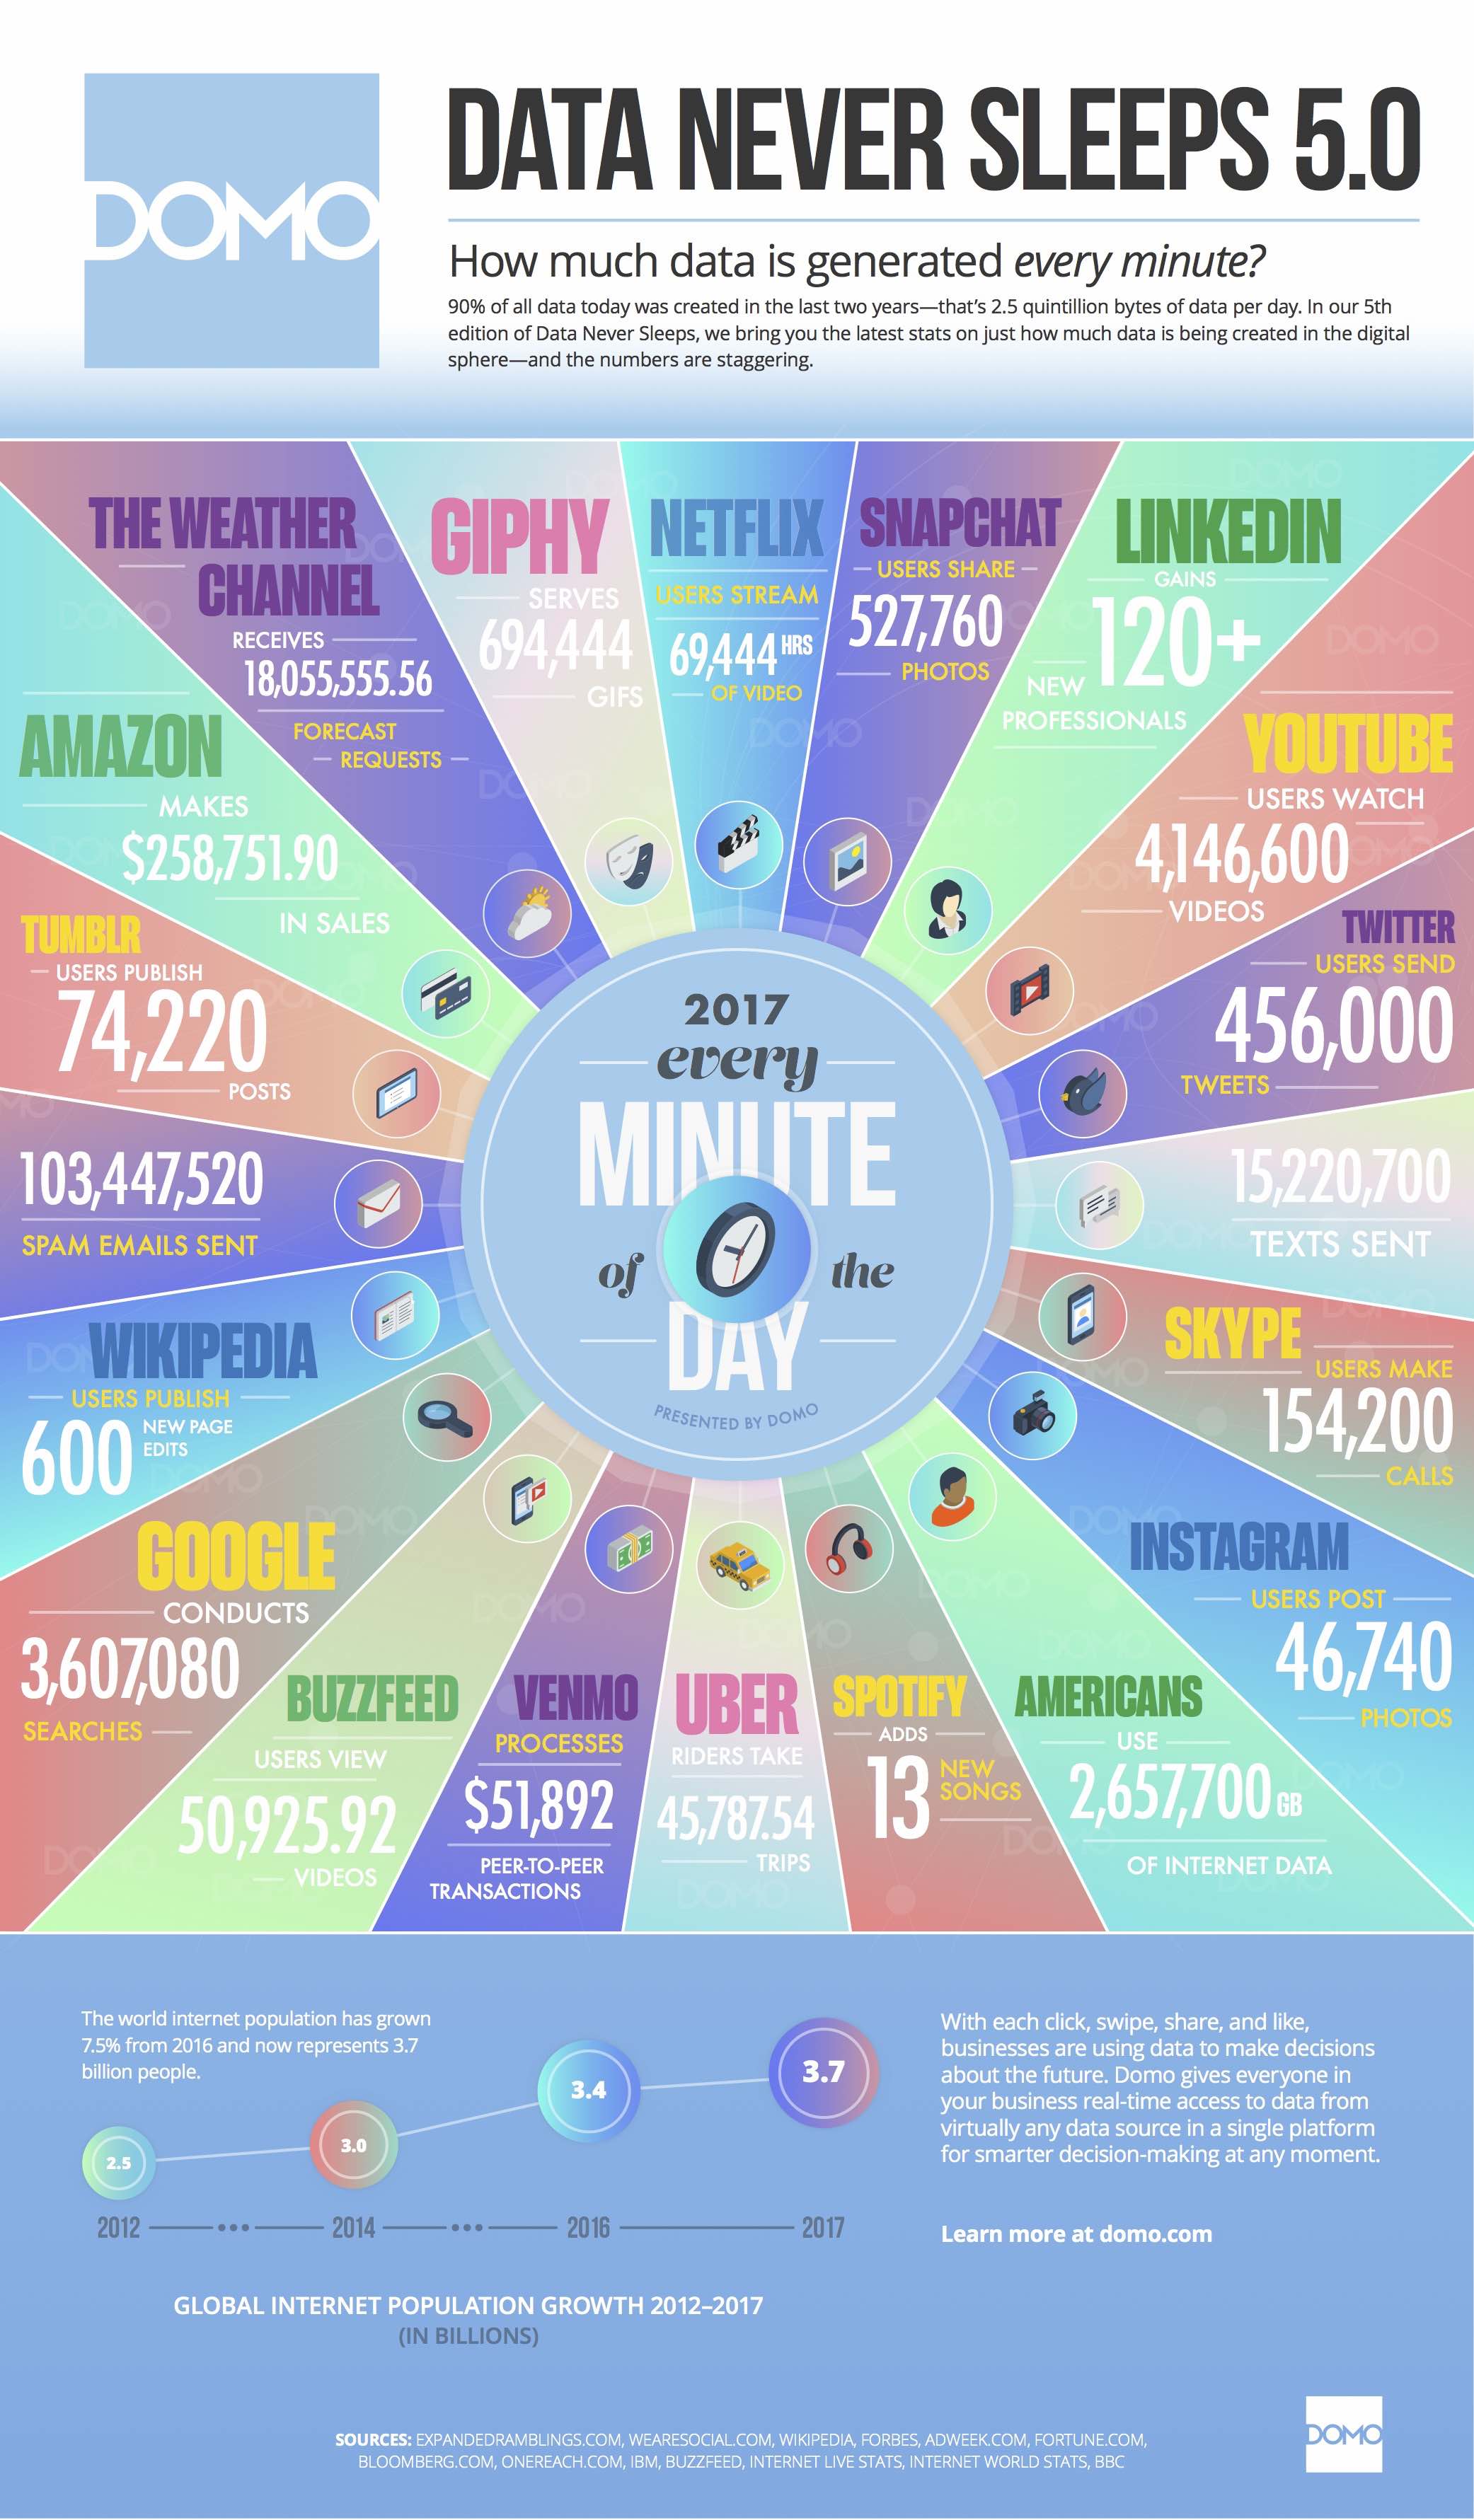 DOMO
DATA NEVER SLEEPS 5.0
How much data is generated every minute?
90% of all data today was created in the last two years—that's 2.5 quintillion bytes of data per day. In our 5th
edition of Data Never Sleeps, we bring you the latest stats on just how much data is being created in the digital
sphere—and the numbers are staggering.
THE WEATHER
CHANNEL
RECEIVES
18,055,555.56
FORECAST
REQUESTS
GIPHY
SERVES
694,444
GIFS
NETFLIX
USERS STREAM
69,444 HRS
OF VIDEO
SNAPCHAT
USERS SHARE
527,760
PHOTOS
LINKEDIN
GAINS
120+
NEW
PROFESSIONALS
YOUTUBE
USERS WATCH
4,146,600
VIDEOS
TWITTER
USERS SEND
456,000
TWEETS
15,220,700
TEXTS SENT
SKYPE
USERS MAKE
154,200
CALLS
INSTAGRAM
USERS POST
46,740
PHOTOS
AMERICANS
USE
2,657,700 GB
OF INTERNET DATA
SPOTIFY
ADDS
13 NEW
SONGS
UBER
RIDERS TAKE
45,787.54
TRIPS
VENMO
PROCESSES
$51,892
PEER-TO-PEER
TRANSACTIONS
BUZZFEED
USERS VIEW
50,925.92
VIDEOS
GOOGLE
CONDUCTS
3,607,080
SEARCHES
WIKIPEDIA
USERS PUBLISH
600 NEW PAGE
EDITS
103,447,520
SPAM EMAILS SENT
TUMBLR
USERS PUBLISH
74,220
POSTS
AMAZON
MAKES
$258,751.90
IN SALES
2017
every
MINUTE
of the
DAY
PRESENTED BY DOMO
The world internet population has grown
7.5% from 2016 and now represents 3.7
billion people.
2.5
3.0
3.4
3.7
2012
2014
2016
2017
GLOBAL INTERNET POPULATION GROWTH 2012–2017
(IN BILLIONS)
With each click, swipe, share, and like,
businesses are using data to make decisions
about the future. Domo gives everyone in
your business real-time access to data from
virtually any data source in a single platform
for smarter decision-making at any moment.
Learn more at domo.com
SOURCES: EXPANDEDRAMBLINGS.COM, WEARESOCIAL.COM, WIKIPEDIA, FORBES, ADWEEK.COM, FORTUNE.COM,
BLOOMBERG.COM, ONEREACH.COM, IBM, BUZZFEED, INTERNET LIVE STATS, INTERNET WORLD STATS, BBC
DOMO